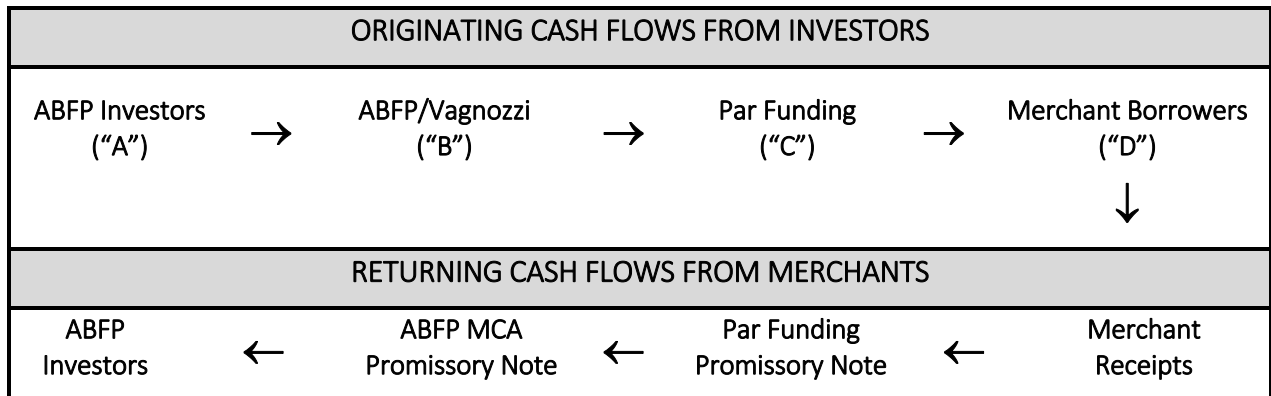 ORIGINATING CASH FLOWS FROM INVESTORS
ABFP Investors → ABFP/Vagnozzi → Par Funding → Merchant Borrowers
(“A”) (“B”) (“C”) (“D”)
↓
RETURNING CASH FLOWS FROM MERCHANTS
ABFP ← ABFP MCA ← Par Funding ← Merchant
Investors Promissory Note Promissory Note Receipts